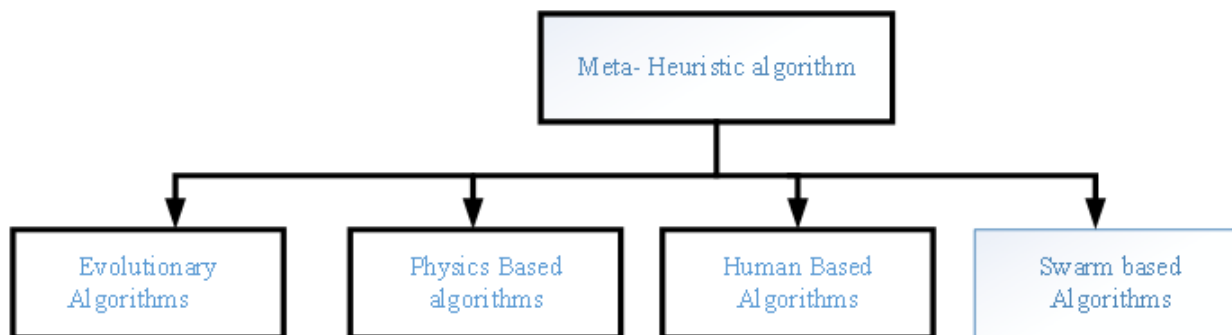 Meta- Heuristic algorithm
Evolutionary
Algorithms
Physics Based
algorithms
Human Based
Algorithms
Swarm based
Algorithms